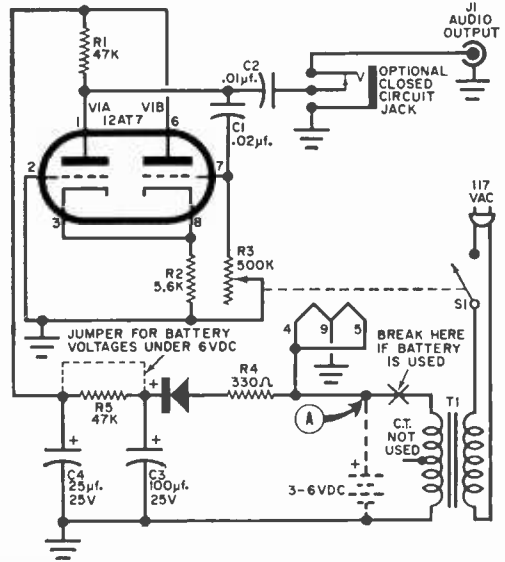 J1
AUDIO
OUTPUT
R1
47K
C2
.01µf.
OPTIONAL
CLOSED
CIRCUIT
JACK
V1A
V1B
1
12AT7
6
C1
.02µf.
2
7
3
8
117
VAC
R2
5.6K
R3
500K
S1
JUMPER FOR BATTERY
VOLTAGES UNDER 6VDC
4
9
5
BREAK HERE
IF BATTERY
IS USED
+
R4
330Ω
R5
47K
A
T1
C.T.
NOT
USED
+
C4
25µf.
25V
+
C3
100µf.
25V
+
3-6VDC